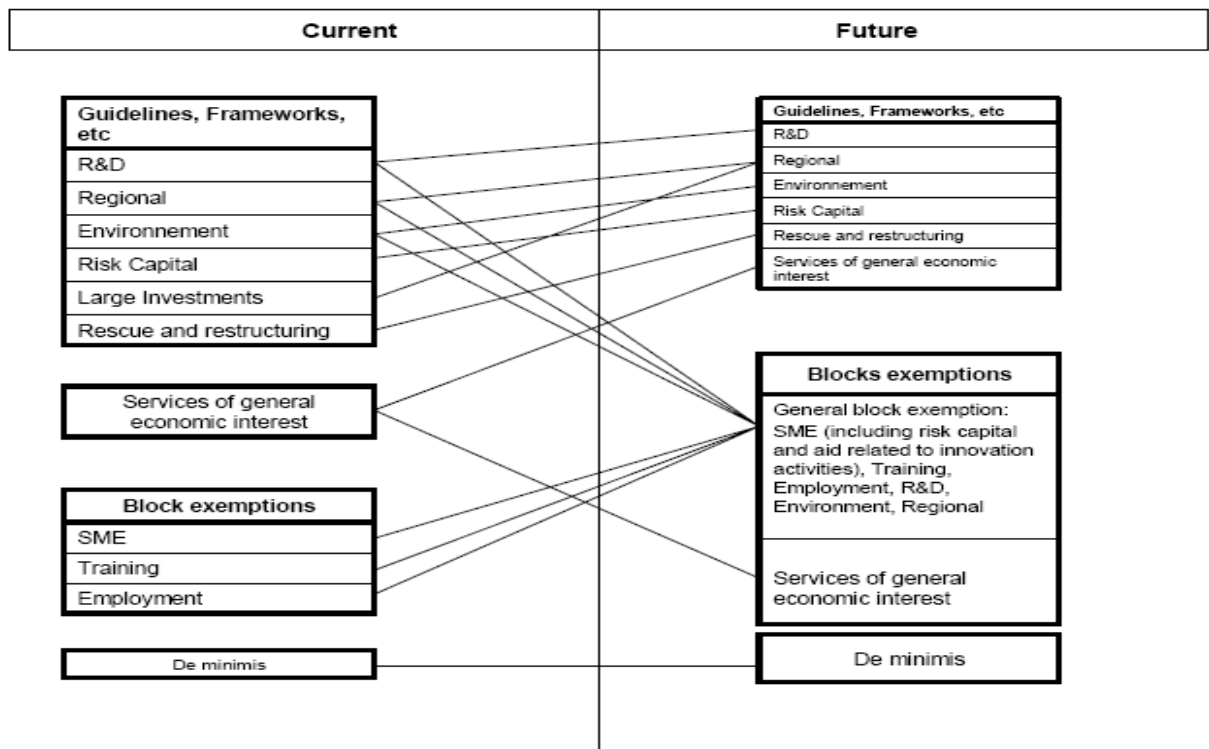 Current
Future
Guidelines, Frameworks,
etc
R&D
Regional
Environnement
Risk Capital
Large Investments
Rescue and restructuring
Services of general
economic interest
Block exemptions
SME
Training
Employment
De minimis
Guidelines, Frameworks, etc
R&D
Regional
Environnement
Risk Capital
Rescue and restructuring
Services of general economic
interest
Blocks exemptions
General block exemption:
SME (including risk capital
and aid related to innovation
activities), Training,
Employment, R&D,
Environment, Regional
Services of general
economic interest
De minimis